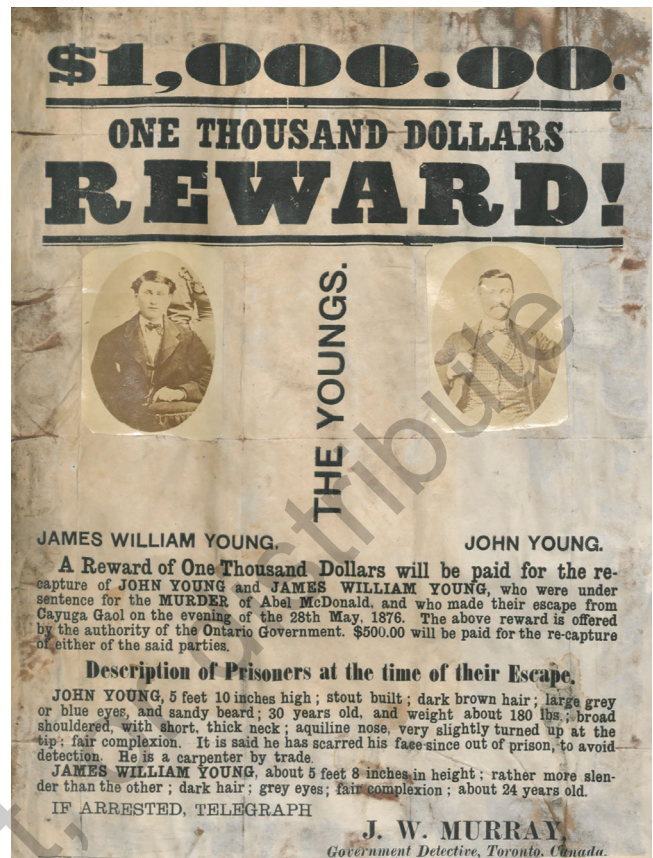 $1,000.00.
ONE THOUSAND DOLLARS
REWARD!
THE YOUNGS.
JAMES WILLIAM YOUNG.
JOHN YOUNG.
A Reward of One Thousand Dollars will be paid for the re-
capture of JOHN YOUNG and JAMES WILLIAM YOUNG, who were under
sentence for the MURDER of Abel McDonald, and who made their escape from
Cayuga Gaol on the evening of the 28th May, 1876. The above reward is offered
by the authority of the Ontario Government. $500.00 will be paid for the re-capture
of either of the said parties.
Description of Prisoners at the time of their Escape.
JOHN YOUNG, 5 feet 10 inches high ; stout built ; dark brown hair ; large grey
or blue eyes, and sandy beard ; 30 years old, and weight about 180 lbs. ; broad
shouldered, with short, thick neck ; aquiline nose, very slightly turned up at the
tip ; fair complexion. It is said he has scarred his face since out of prison, to avoid
detection. He is a carpenter by trade.
JAMES WILLIAM YOUNG, about 5 feet 8 inches in height ; rather more slen-
der than the other ; dark hair ; grey eyes ; fair complexion ; about 24 years old.
IF ARRESTED, TELEGRAPH
J. W. MURRAY,
Government Detective, Toronto, Canada.